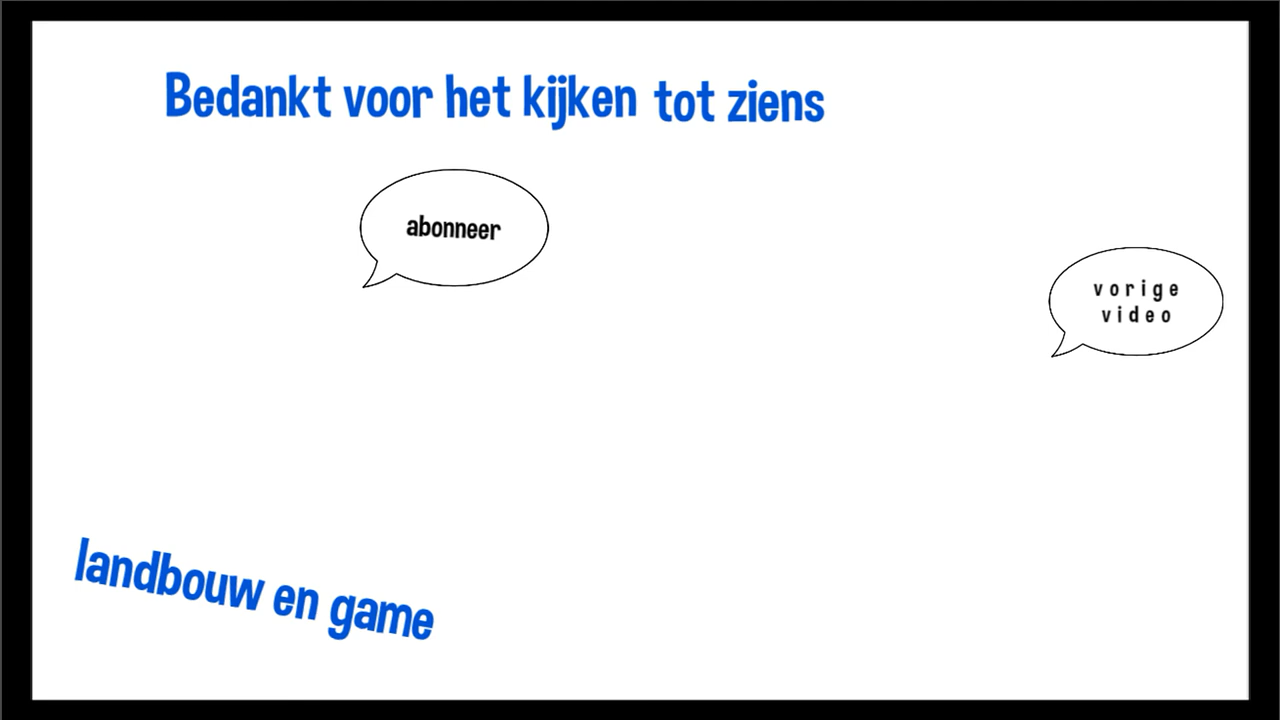 Bedankt voor het kijken tot ziens
abonneer
vorige
video
landbouw en game